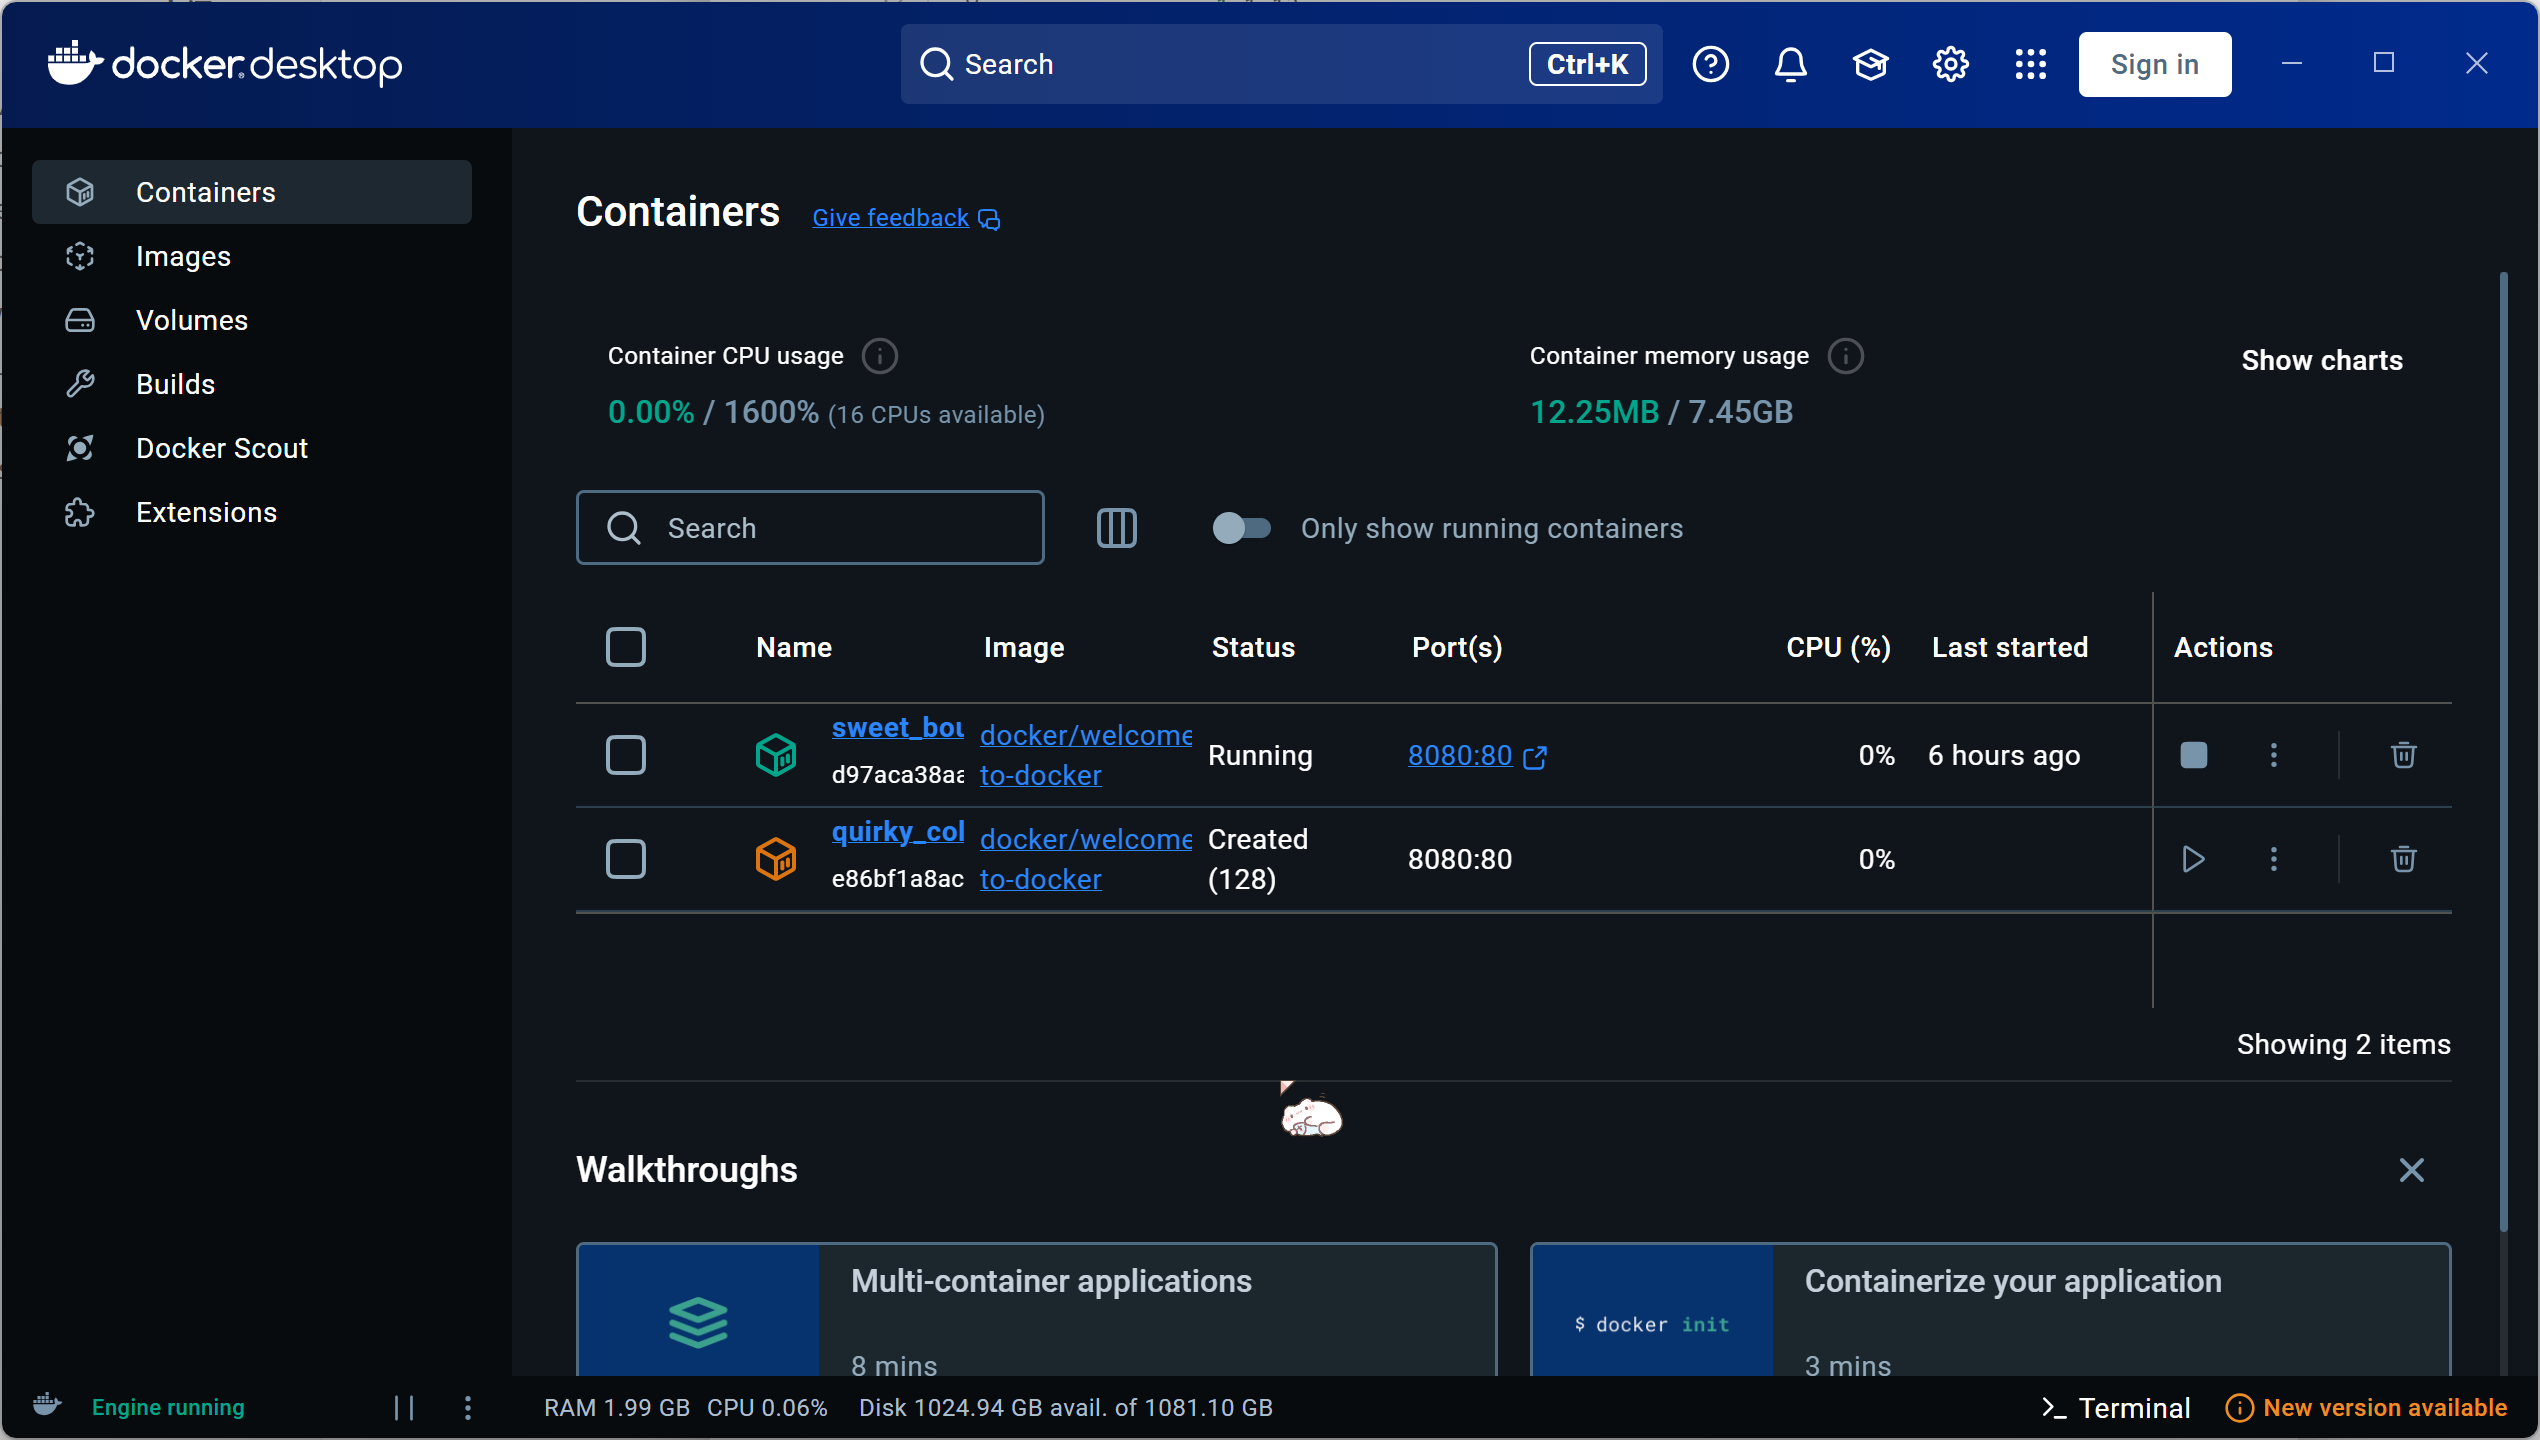 docker desktop
Search Ctrl+K
Sign in
Containers
Images
Volumes
Builds
Docker Scout
Extensions
Containers Give feedback
Container CPU usage
0.00% / 1600% (16 CPUs available)
Container memory usage
12.25MB / 7.45GB
Show charts
Search
Only show running containers
Name Image Status Port(s) CPU (%) Last started Actions
sweet_bou
d97aca38aa
docker/welcome
to-docker
Running 8080:80 0% 6 hours ago
quirky_col
e86bf1a8ac
docker/welcome
to-docker
Created
(128)
8080:80 0%
Showing 2 items
Walkthroughs
Multi-container applications
8 mins
$ docker init
Containerize your application
3 mins
Engine running
RAM 1.99 GB CPU 0.06% Disk 1024.94 GB avail. of 1081.10 GB
Terminal
New version available